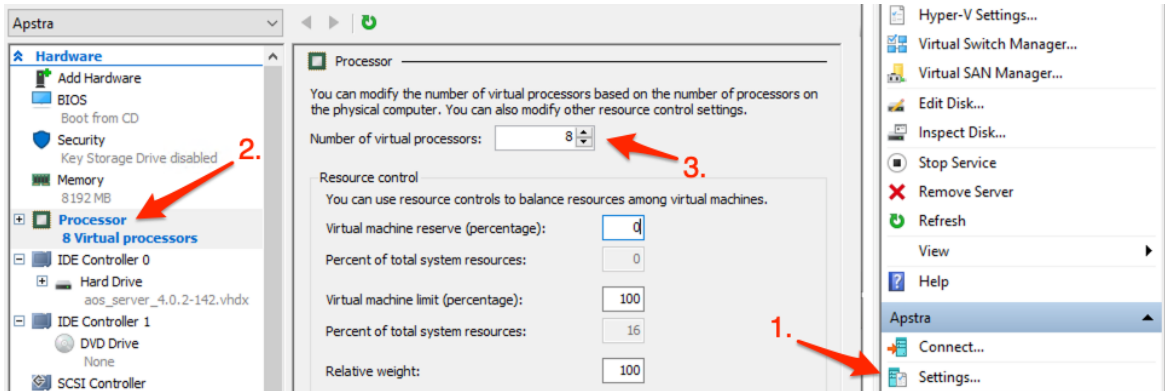 Apstra
Hardware
Add Hardware
BIOS
Boot from CD
Security
Key Storage Drive disabled
2.
Memory
8192 MB
Processor
8 Virtual processors
IDE Controller 0
Hard Drive
aos_server_4.0.2-142.vhdx
IDE Controller 1
DVD Drive
None
SCSI Controller
Processor
You can modify the number of virtual processors based on the number of processors on
the physical computer. You can also modify other resource control settings.
Number of virtual processors: 8
3.
Resource control
You can use resource controls to balance resources among virtual machines.
Virtual machine reserve (percentage): 0
Percent of total system resources: 0
Virtual machine limit (percentage): 100
Percent of total system resources: 16
Relative weight: 100
Hyper-V Settings...
Virtual Switch Manager...
Virtual SAN Manager...
Edit Disk...
Inspect Disk...
Stop Service
Remove Server
Refresh
View
Help
Apstra
1.
Connect...
Settings...